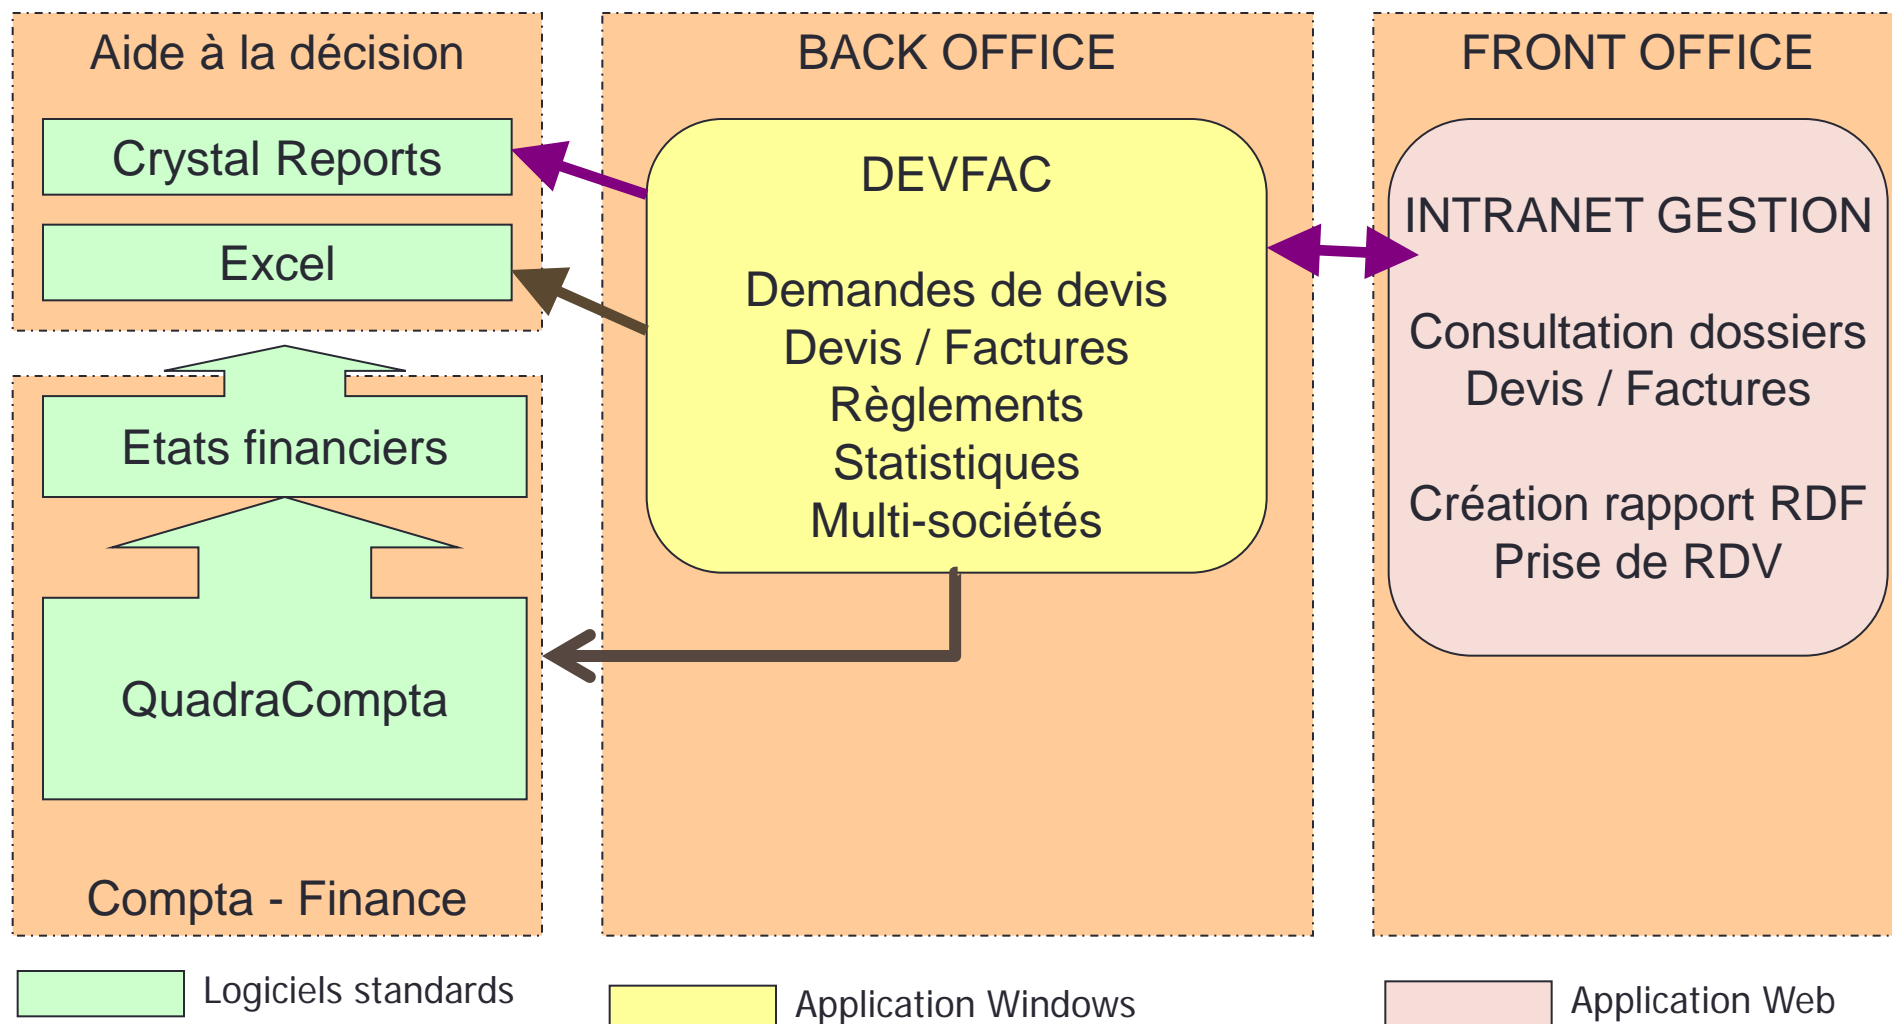 Aide à la décision
Crystal Reports
Excel
Etats financiers
QuadraCompta
Compta - Finance
BACK OFFICE
DEVFAC
Demandes de devis
Devis / Factures
Règlements
Statistiques
Multi-sociétés
FRONT OFFICE
INTRANET GESTION
Consultation dossiers
Devis / Factures
Création rapport RDF
Prise de RDV
Logiciels standards
Application Windows
Application Web